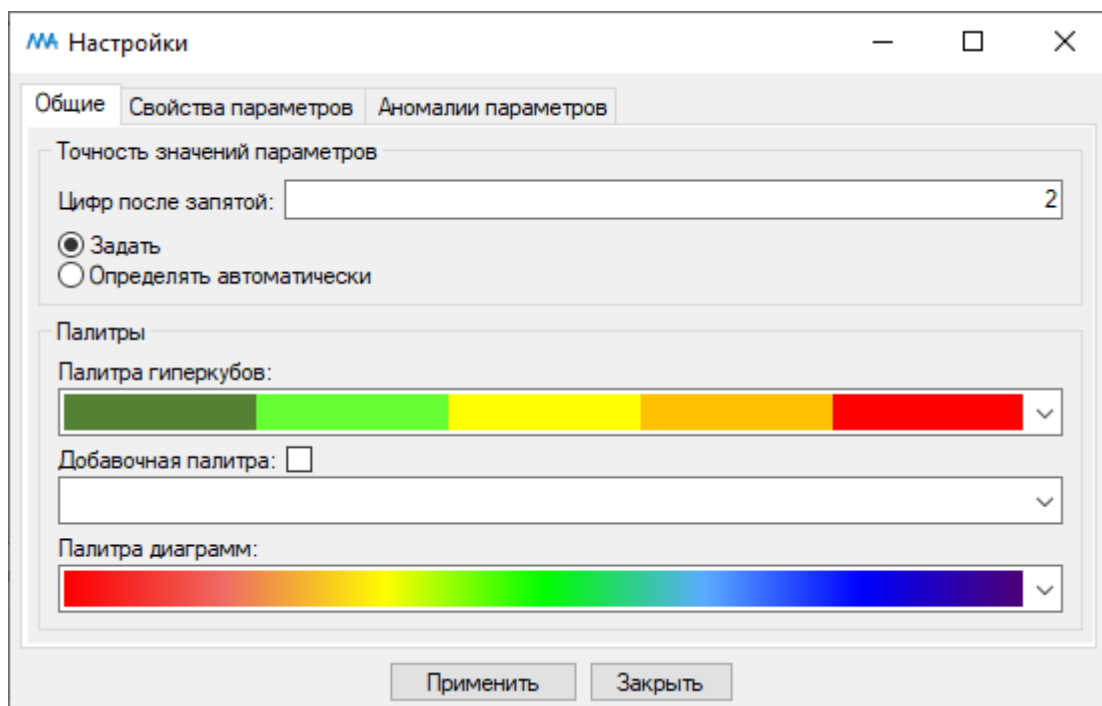 Настройки
Общие Свойства параметров Аномалии параметров
Точность значений параметров
Цифр после запятой: 2
Задать
Определять автоматически
Палитры
Палитра гиперкубов:
Добавочная палитра:
Палитра диаграмм:
Применить Закрыть